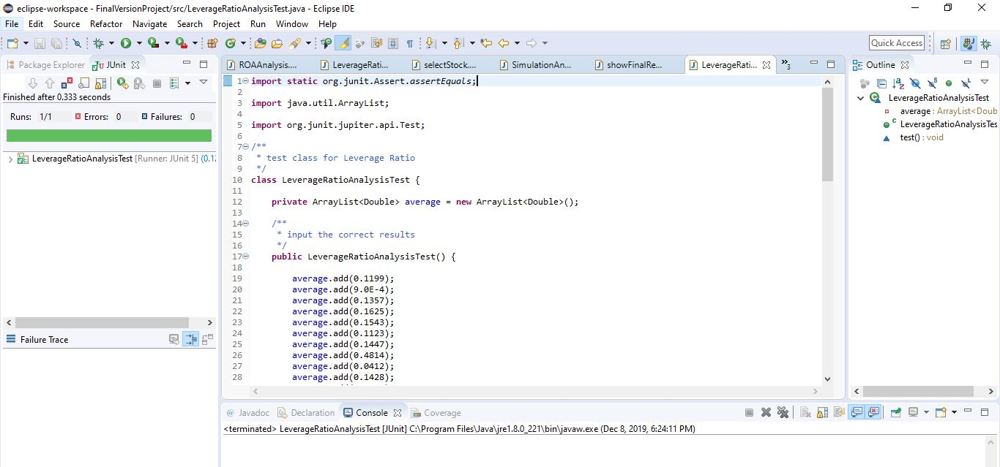 eclipse-workspace - FinalVersionProject/src/LeverageRatioAnalysisTest.java - Eclipse IDE
File Edit Source Refactor Navigate Search Project Run Window Help
Quick Access
Package Explorer JUnit
Finished after 0.333 seconds
Runs: 1/1 Errors: 0 Failures: 0
LeverageRatioAnalysisTest [Runner: JUnit 5] (0.12
Failure Trace
ROAAnalysis.... LeverageRati... selectStock.... SimulationAn... showFinalRe... LeverageRati... »3
1 import static org.junit.Assert.assertEquals;
2
3 import java.util.ArrayList;
4
5 import org.junit.jupiter.api.Test;
6
7 /**
8 * test class for Leverage Ratio
9 */
10 class LeverageRatioAnalysisTest {
11
12 private ArrayList<Double> average = new ArrayList<Double>();
13
14 /**
15 * input the correct results
16 */
17 public LeverageRatioAnalysisTest() {
18
19 average.add(0.1199);
20 average.add(9.0E-4);
21 average.add(0.1357);
22 average.add(0.1625);
23 average.add(0.1543);
24 average.add(0.1123);
25 average.add(0.1447);
26 average.add(0.4814);
27 average.add(0.0412);
28 average.add(0.1428);
Outline
LeverageRatioAnalysisTest
average : ArrayList<Doub
LeverageRatioAnalysisTes
test() : void
@ Javadoc Declaration Console Coverage
<terminated> LeverageRatioAnalysisTest [JUnit] C:\Program Files\Java\jre1.8.0_221\bin\javaw.exe (Dec 8, 2019, 6:24:11 PM)